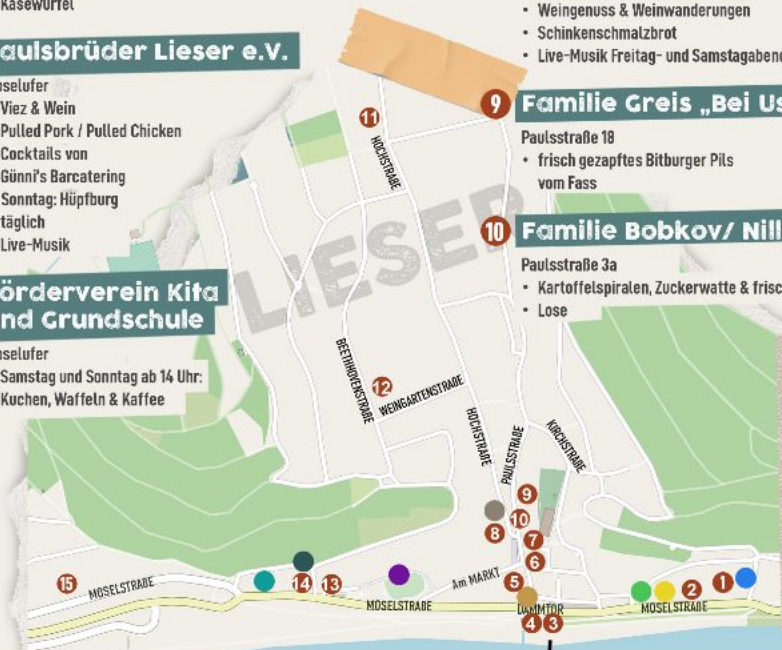 Käsewürfel
aulsbrüder Lieser e.V.
oselufer
Viez & Wein
Pulled Pork / Pulled Chicken
Cocktails von
Günni's Barcatering
Sonntag: Hüpfburg
täglich
Live-Musik
örderverein Kita
nd Grundschule
oselufer
Samstag und Sonntag ab 14 Uhr:
Kuchen, Waffeln & Kaffee
• Weingenuss & Weinwanderungen
• Schinkenschmalzbrot
• Live-Musik Freitag- und Samstagabend
9 Familie Greis „Bei Us
Paulsstraße 18
• frisch gezapftes Bitburger Pils
vom Fass
10 Familie Bobkov/ Nill
Paulsstraße 3a
• Kartoffelspiralen, Zuckerwatte & frisc
• Lose
LIESER
11
HOCHSTRAßE
BEETHHOVENSTRAßE
12
WEINGARTENSTRAßE
HOCHSTRAßE
PAULSSTRAßE
KIRCHSTRAßE
9
10
8
7
6
5
15
MOSELSTRAßE
14
13
MOSELSTRAßE
Am MARKT
DAMMTOR
4
3
2
1
MOSELSTRAßE